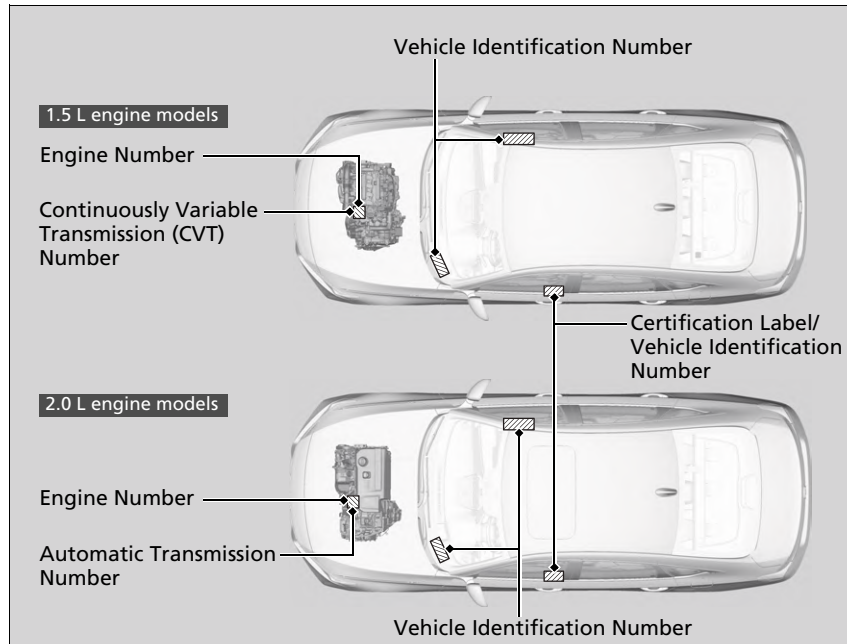 Vehicle Identification Number
1.5 L engine models
Engine Number
Continuously Variable
Transmission (CVT)
Number
Certification Label/
Vehicle Identification
Number
2.0 L engine models
Engine Number
Automatic Transmission
Number
Vehicle Identification Number